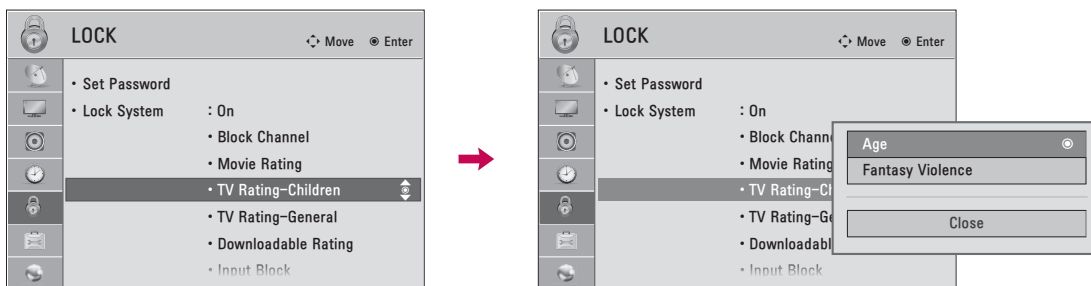 LOCK
Move Enter
• Set Password
• Lock System : On
• Block Channel
• Movie Rating
• TV Rating-Children
• TV Rating-General
• Downloadable Rating
• Input Block
LOCK
Move Enter
• Set Password
• Lock System : On
• Block Chann
• Movie Rating
• TV Rating-Ch
• TV Rating-Ge
• Downloadabl
• Input Block
Age
Fantasy Violence
Close